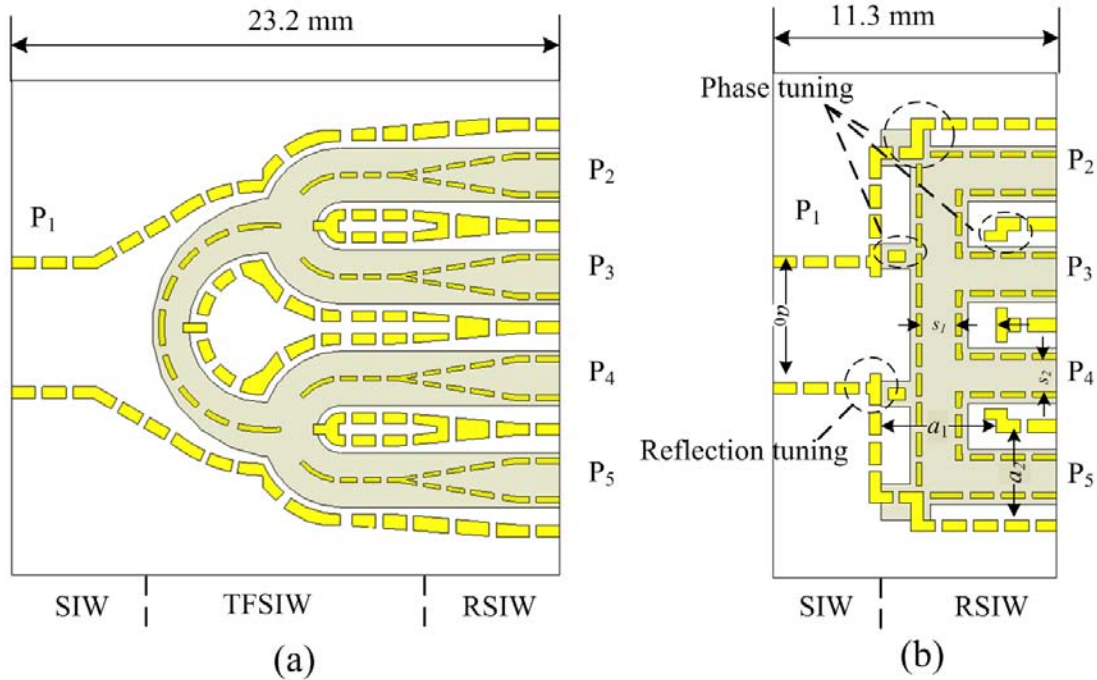 23.2 mm
P1
P2
P3
P4
P5
SIW
TFSIW
RSIW
(a)
11.3 mm
Phase tuning
P1
P2
a0
P3
s1
P4
s2
a1
Reflection tuning
a2
P5
SIW
RSIW
(b)